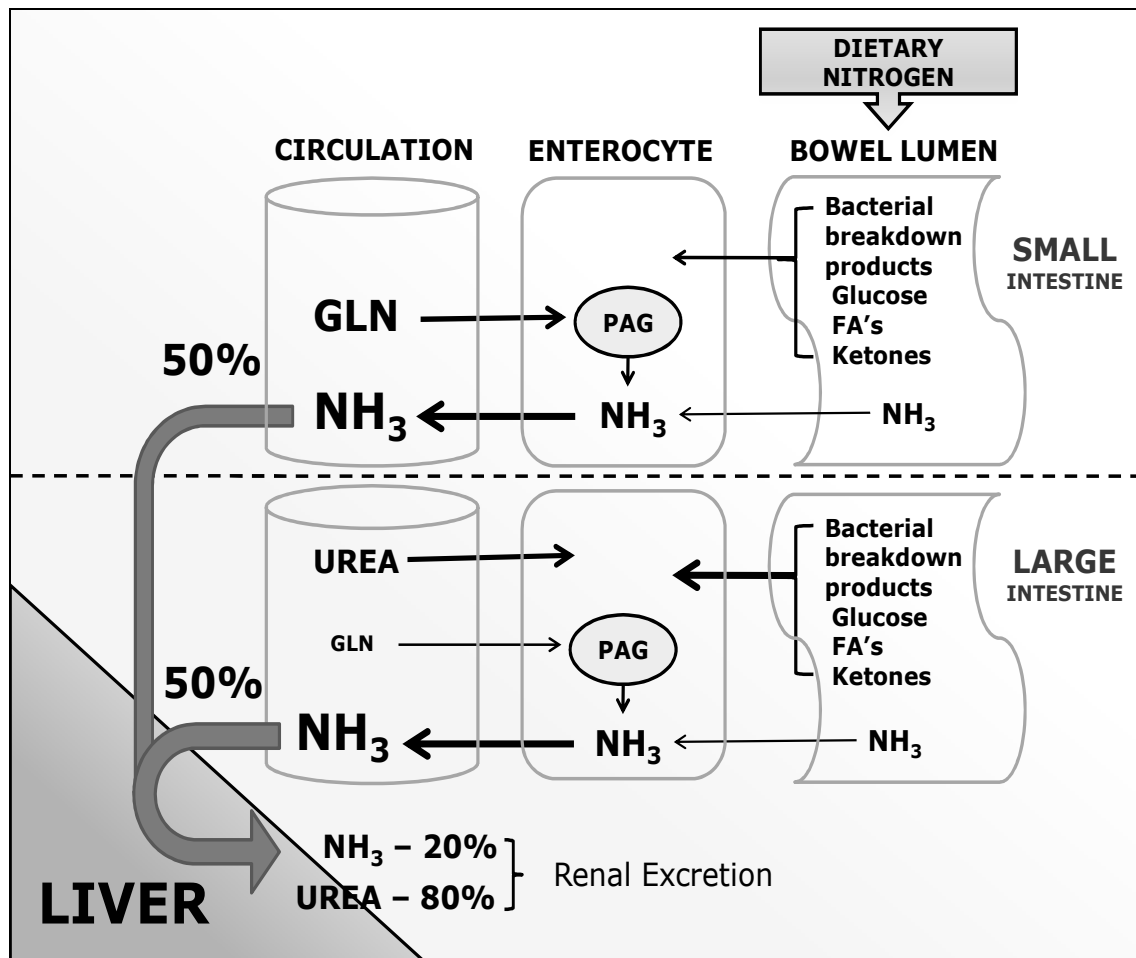 DIETARY
NITROGEN
CIRCULATION
ENTEROCYTE
BOWEL LUMEN
Bacterial
breakdown
products
Glucose
FA's
Ketones
SMALL
INTESTINE
GLN
PAG
50%
NH₃
NH₃
NH₃
UREA
Bacterial
breakdown
products
Glucose
FA's
Ketones
LARGE
INTESTINE
GLN
PAG
50%
NH₃
NH₃
NH₃
NH₃ – 20%
UREA – 80%
Renal Excretion
LIVER